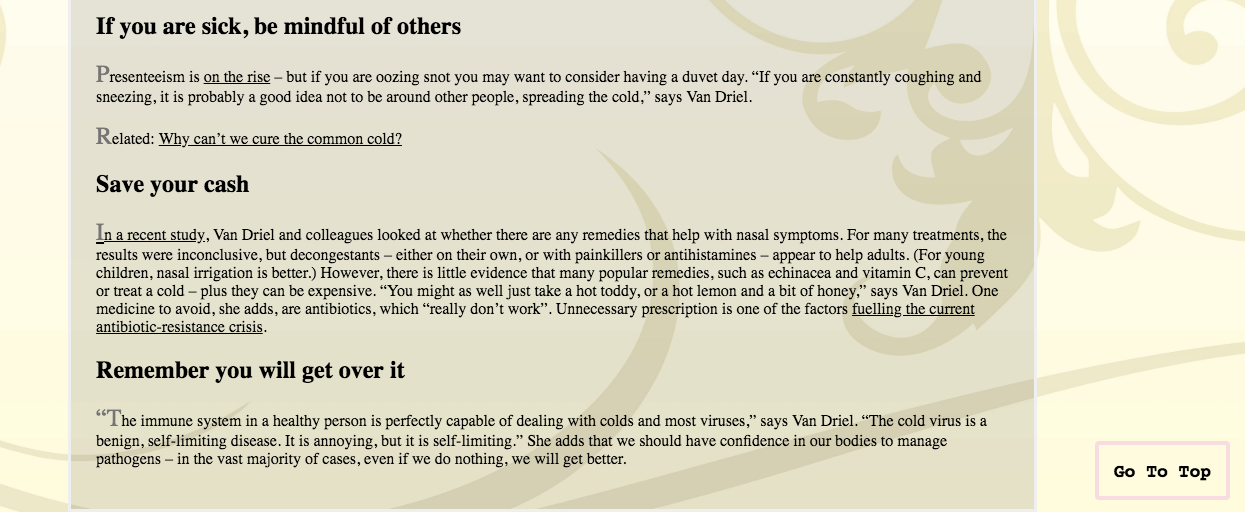 If you are sick, be mindful of others
Presenteeism is on the rise – but if you are oozing snot you may want to consider having a duvet day. “If you are constantly coughing and
sneezing, it is probably a good idea not to be around other people, spreading the cold,” says Van Driel.
Related: Why can’t we cure the common cold?
Save your cash
In a recent study, Van Driel and colleagues looked at whether there are any remedies that help with nasal symptoms. For many treatments, the
results were inconclusive, but decongestants – either on their own, or with painkillers or antihistamines – appear to help adults. (For young
children, nasal irrigation is better.) However, there is little evidence that many popular remedies, such as echinacea and vitamin C, can prevent
or treat a cold – plus they can be expensive. “You might as well just take a hot toddy, or a hot lemon and a bit of honey,” says Van Driel. One
medicine to avoid, she adds, are antibiotics, which “really don’t work”. Unnecessary prescription is one of the factors fuelling the current
antibiotic-resistance crisis.
Remember you will get over it
“The immune system in a healthy person is perfectly capable of dealing with colds and most viruses,” says Van Driel. “The cold virus is a
benign, self-limiting disease. It is annoying, but it is self-limiting.” She adds that we should have confidence in our bodies to manage
pathogens – in the vast majority of cases, even if we do nothing, we will get better.
Go To Top